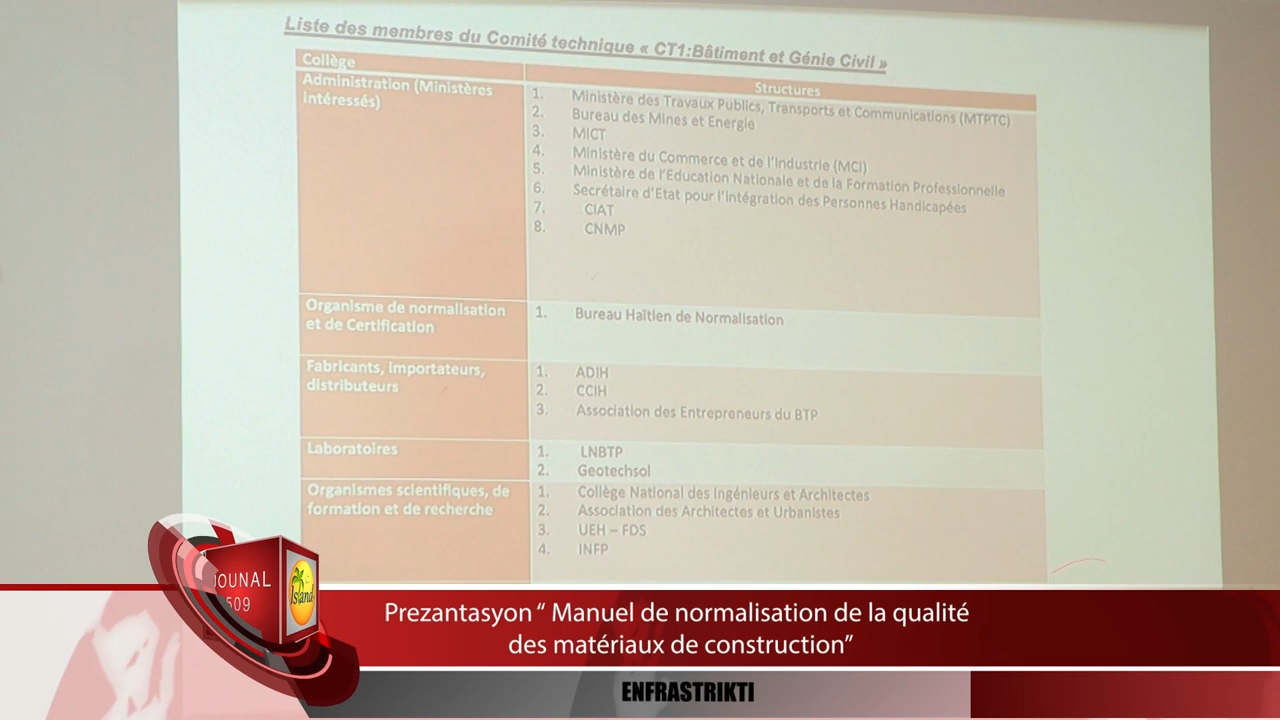 Liste des membres du Comité technique « CT1:Bâtiment et Génie Civil »
Collège
Structures
Administration (Ministères
intéressés)
1. Ministère des Travaux Publics, Transports et Communications (MTPTC)
2. Bureau des Mines et Energie
3. MICT
4. Ministère du Commerce et de l'Industrie (MCI)
5. Ministère de l'Education Nationale et de la Formation Professionnelle
6. Secrétaire d'Etat pour l'intégration des Personnes Handicapées
7. CIAT
8. CNMP
Organisme de normalisation
et de Certification
1. Bureau Haïtien de Normalisation
Fabricants, importateurs,
distributeurs
1. ADIH
2. CCIH
3. Association des Entrepreneurs du BTP
Laboratoires
1. LNBTP
2. Geotechsol
Organismes scientifiques, de
formation et de recherche
1. Collège National des Ingénieurs et Architectes
2. Association des Architectes et Urbanistes
3. UEH – FDS
4. INFP
JOUNAL
509
Island
Prezantasyon “ Manuel de normalisation de la qualité
des matériaux de construction”
ENFRASTRIKTI